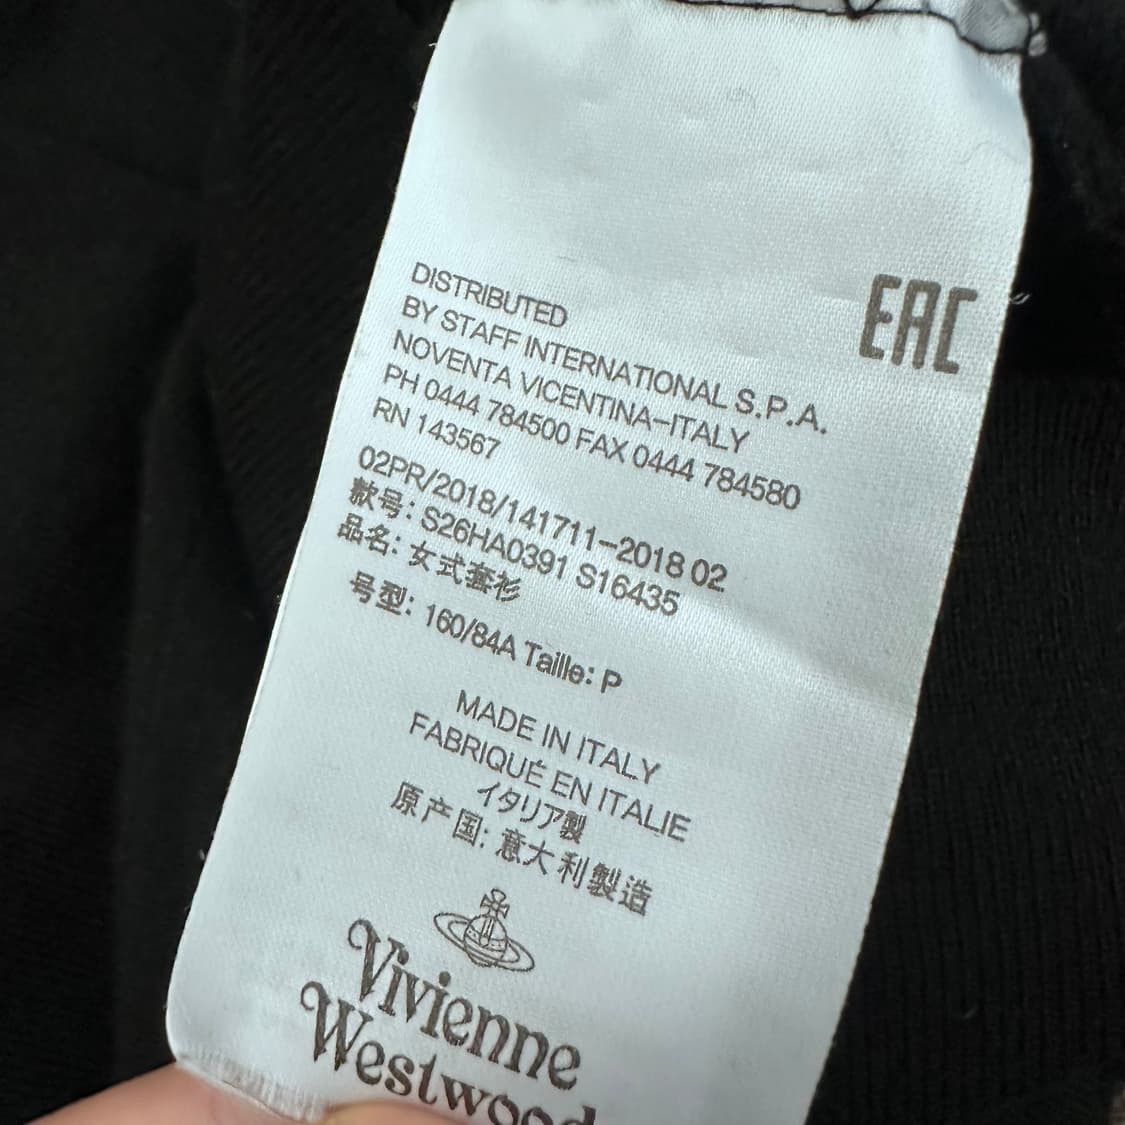 EAC
DISTRIBUTED
BY STAFF INTERNATIONAL S.P.A.
NOVENTA VICENTINA-ITALY
PH 0444 784500 FAX 0444 784580
RN 143567
02PR/2018/141711-2018 02
款号: S26HA0391 S16435
品名: 女式套衫
号型: 160/84A Taille: P
MADE IN ITALY
FABRIQUÉ EN ITALIE
イタリア製
原产国: 意大利製造
Vivienne
Westwood